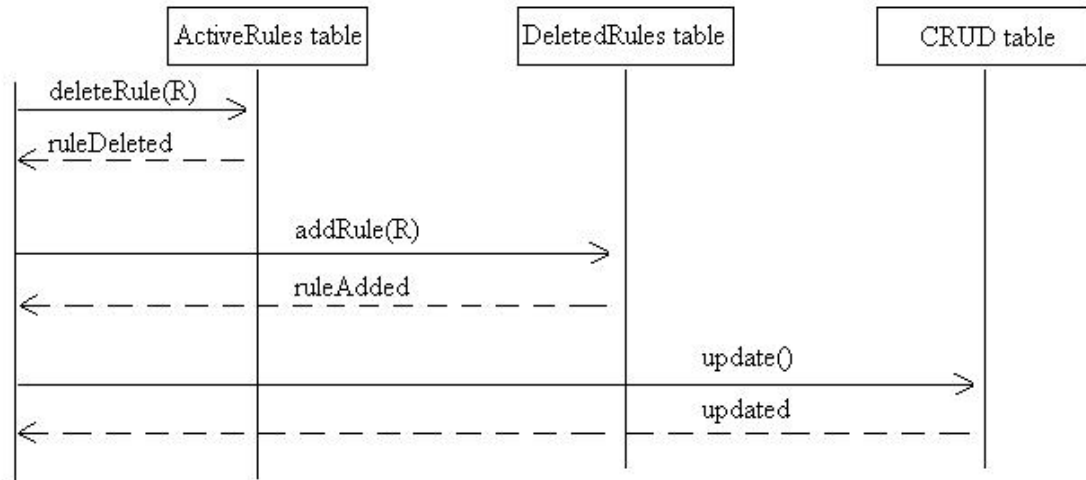 ActiveRules table
DeletedRules table
CRUD table
deleteRule(R)
ruleDeleted
addRule(R)
ruleAdded
update()
updated